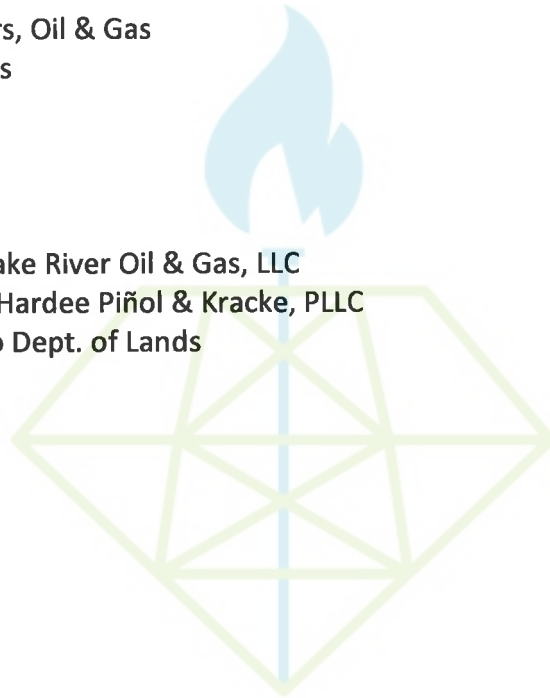 rs, Oil & Gas
s
ake River Oil & Gas, LLC
Hardee Piñol & Kracke, PLLC
o Dept. of Lands